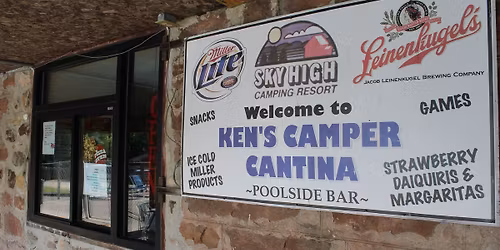 Miller
Lite
SKY HIGH
CAMPING RESORT
Leinenkugel's
JACOB LEINENKUGEL BREWING COMPANY
Welcome to
KEN'S CAMPER
CANTINA
~POOLSIDE BAR~
SNACKS
ICE COLD
MILLER
PRODUCTS
GAMES
STRAWBERRY
DAIQUIRIS &
MARGARITAS